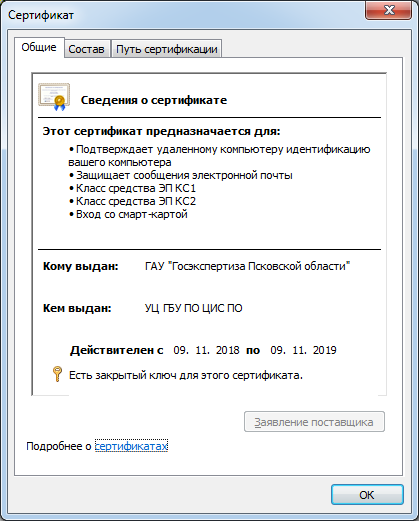 Сертификат
Общие Состав Путь сертификации
Сведения о сертификате
Этот сертификат предназначается для:
• Подтверждает удаленному компьютеру идентификацию
вашего компьютера
• Защищает сообщения электронной почты
• Класс средства ЭП КС1
• Класс средства ЭП КС2
• Вход со смарт-картой
Кому выдан: ГАУ "Госэкспертиза Псковской области"
Кем выдан: УЦ ГБУ ПО ЦИС ПО
Действителен с 09. 11. 2018 по 09. 11. 2019
Есть закрытый ключ для этого сертификата.
Заявление поставщика
Подробнее о сертификатах
ОК